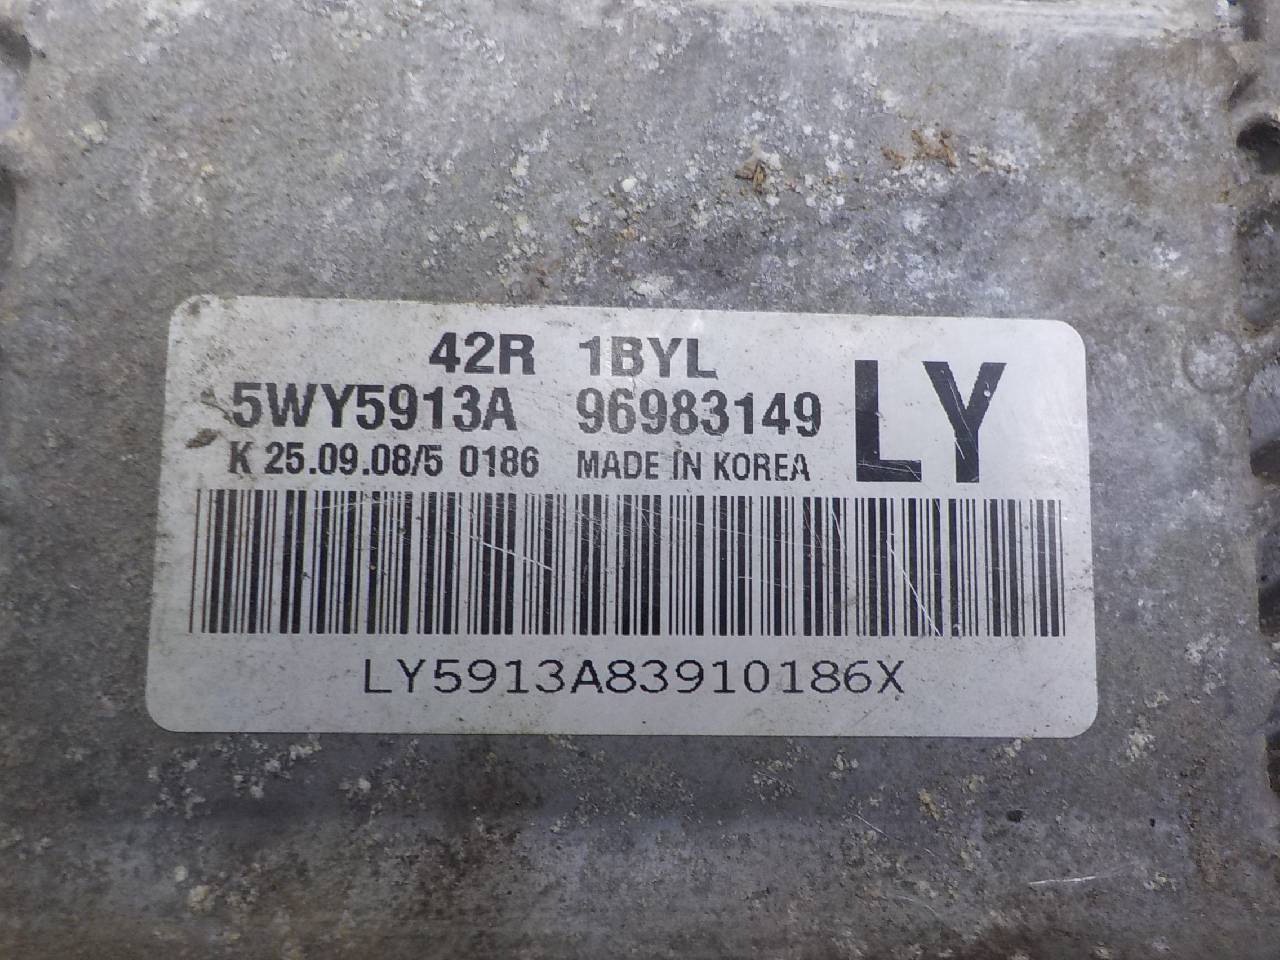 42R 1BYL
5WY5913A 96983149 LY
K 25.09.08/5 0186 MADE IN KOREA
LY5913A83910186X